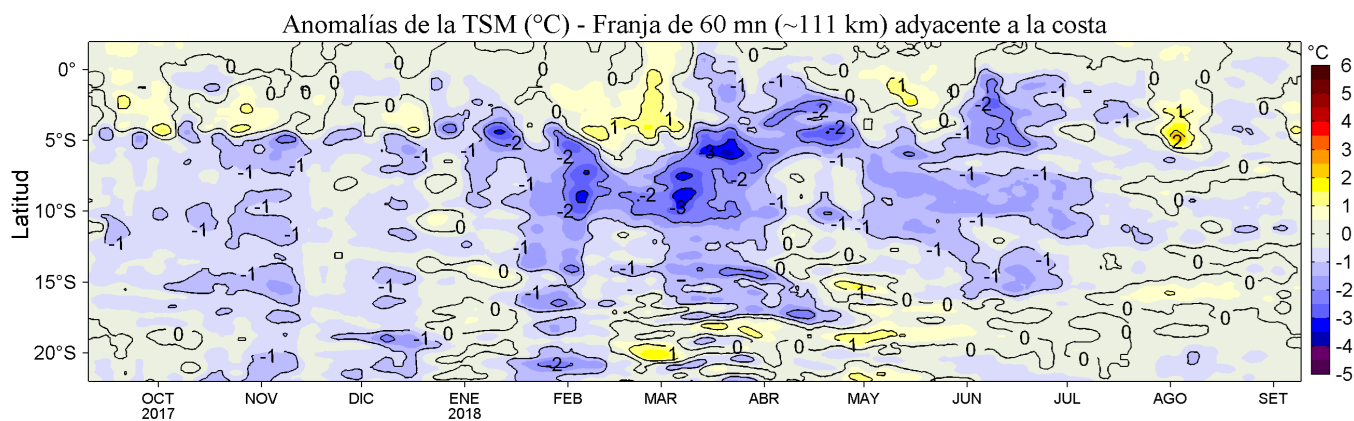 Anomalías de la TSM (°C) - Franja de 60 mn (~111 km) adyacente a la costa
°C
Latitud
0°
5°S
10°S
15°S
20°S
6
5
4
3
2
1
0
-1
-2
-3
-4
-5
OCT NOV DIC ENE FEB MAR ABR MAY JUN JUL AGO SET
2017 2018